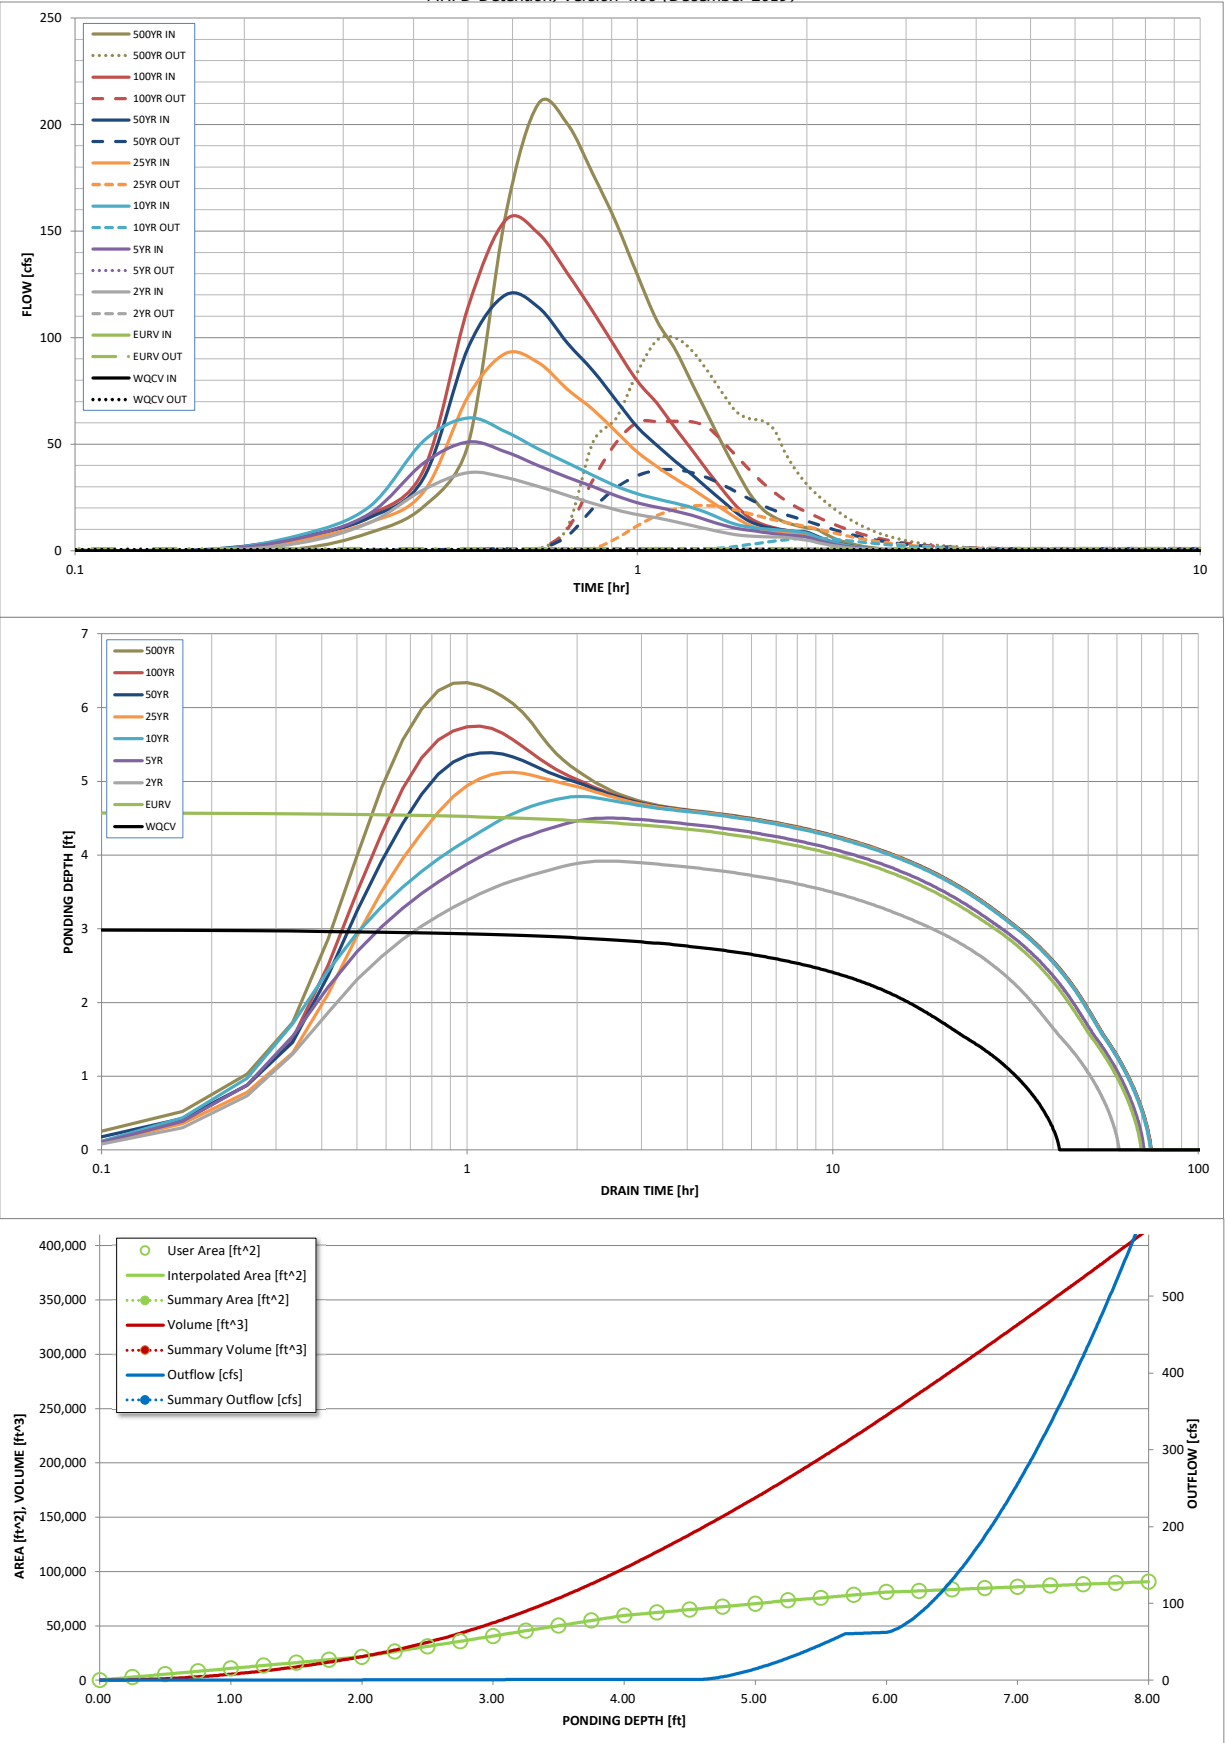 MHFD-Detention, Version 4.00 (December 2019)
250
200
150
100
50
0
FLOW [cfs]
500YR IN
500YR OUT
100YR IN
100YR OUT
50YR IN
50YR OUT
25YR IN
25YR OUT
10YR IN
10YR OUT
5YR IN
5YR OUT
2YR IN
2YR OUT
EURV IN
EURV OUT
WQCV IN
WQCV OUT
0.1
1
10
TIME [hr]
7
6
5
4
3
2
1
0
PONDING DEPTH [ft]
500YR
100YR
50YR
25YR
10YR
5YR
2YR
EURV
WQCV
0.1
1
10
100
DRAIN TIME [hr]
400,000
350,000
300,000
250,000
200,000
150,000
100,000
50,000
0
AREA [ft^2], VOLUME [ft^3]
User Area [ft^2]
Interpolated Area [ft^2]
Summary Area [ft^2]
Volume [ft^3]
Summary Volume [ft^3]
Outflow [cfs]
Summary Outflow [cfs]
500
400
300
200
100
0
OUTFLOW [cfs]
0.00
1.00
2.00
3.00
4.00
5.00
6.00
7.00
8.00
PONDING DEPTH [ft]